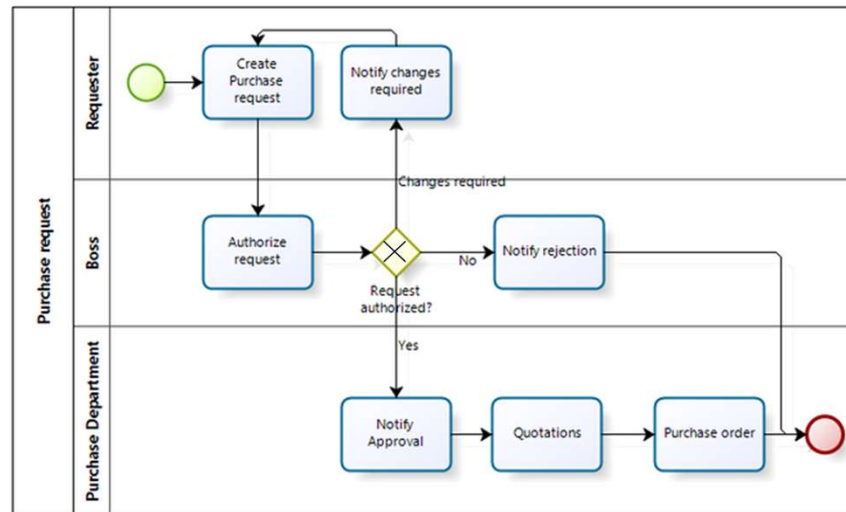 Purchase request
Requester
Create
Purchase
request
Notify changes
required
Changes required
Boss
Authorize
request
Request
authorized?
No
Notify rejection
Yes
Purchase Department
Notify
Approval
Quotations
Purchase order